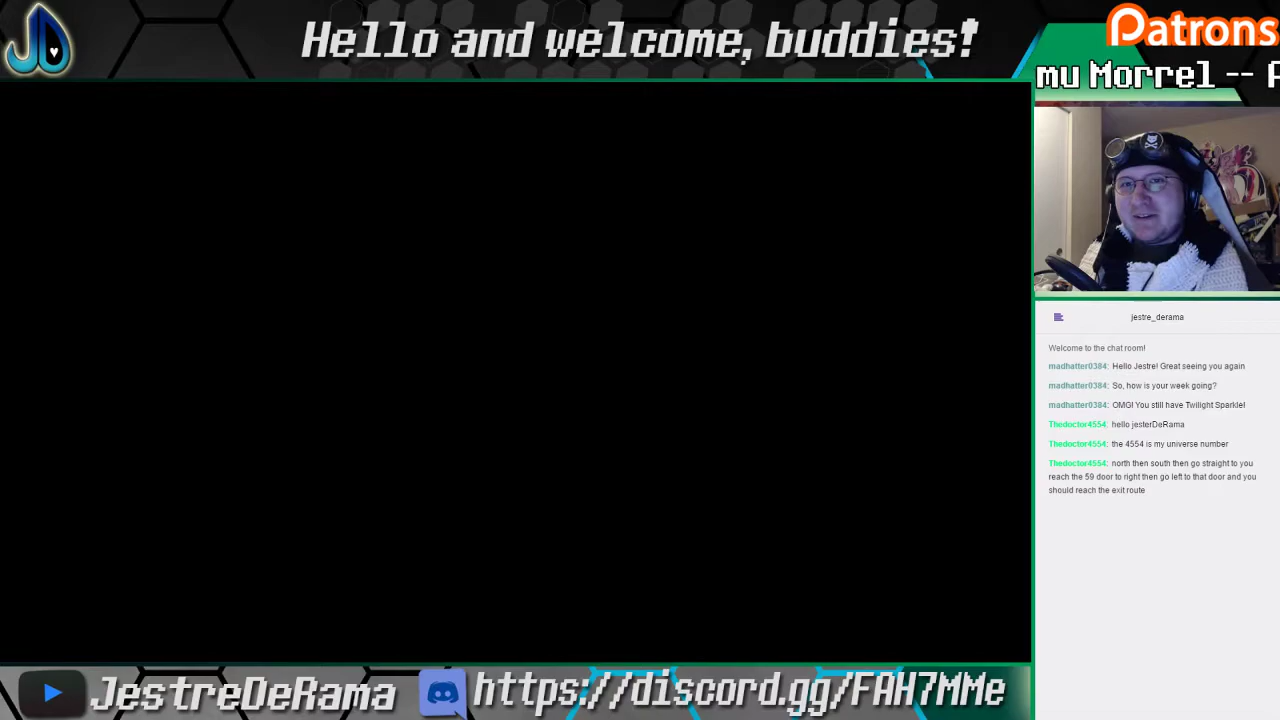 Hello and welcome, buddies!
Patrons
mu Morrel --
jestre_derama
Welcome to the chat room!
madhatter0384: Hello Jestre! Great seeing you again
madhatter0384: So, how is your week going?
madhatter0384: OMG! You still have Twilight Sparkle!
Thedoctor4554: hello jesterDeRama
Thedoctor4554: the 4554 is my universe number
Thedoctor4554: north then south then go straight to you
reach the 59 door to right then go left to that door and you
should reach the exit route
JestreDeRama
https://discord.gg/FAH7MMe